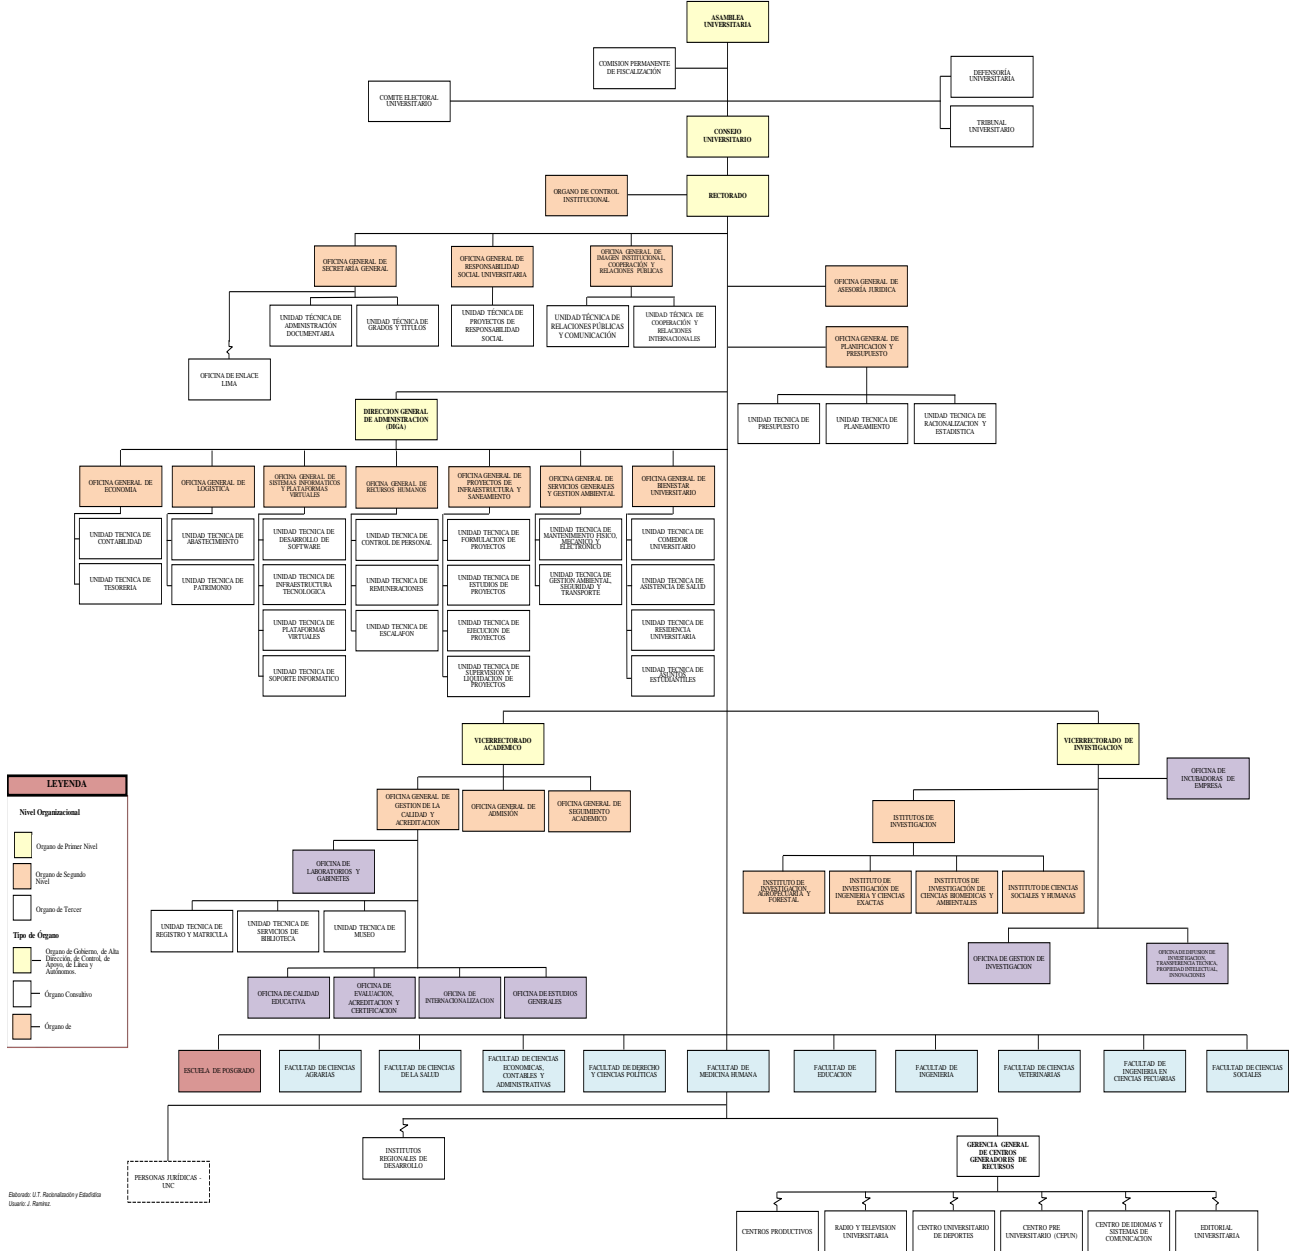 ASAMBLEA
UNIVERSITARIA
COMISION PERMANENTE
DE FISCALIZACIÓN
DEFENSORÍA
UNIVERSITARIA
COMITE ELECTORAL
UNIVERSITARIO
TRIBUNAL
UNIVERSITARIO
CONSEJO
UNIVERSITARIO
ORGANO DE CONTROL
INSTITUCIONAL
RECTORADO
OFICINA GENERAL DE
SECRETARÍA GENERAL
OFICINA GENERAL DE
RESPONSABILIDAD
SOCIAL UNIVERSITARIA
OFICINA GENERAL DE
IMAGEN INSTITUCIONAL,
COOPERACIÓN Y
RELACIONES PÚBLICAS
OFICINA GENERAL DE
ASESORÍA JURIDICA
UNIDAD TÉCNICA DE
ADMINISTRACIÓN
DOCUMENTARIA
UNIDAD TÉCNICA DE
GRADOS Y TITULOS
UNIDAD TÉCNICA DE
PROYECTOS DE
RESPONSABILIDAD
SOCIAL
UNIDAD TÉCNICA DE
RELACIONES PÚBLICAS
Y COMUNICACIÓN
UNIDAD TÉCNICA DE
COOPERACIÓN Y
RELACIONES
INTERNACIONALES
OFICINA GENERAL DE
PLANIFICACION Y
PRESUPUESTO
OFICINA DE ENLACE
LIMA
UNIDAD TECNICA DE
PRESUPUESTO
UNIDAD TECNICA DE
PLANEAMIENTO
UNIDAD TECNICA DE
RACIONALIZACION Y
ESTADISTICA
DIRECCION GENERAL
DE ADMINISTRACION
(DIGA)
OFICINA GENERAL DE
ECONOMIA
OFICINA GENERAL DE
LOGISTICA
OFICINA GENERAL DE
SISTEMAS INFORMATICOS
Y PLATAFORMAS
VIRTUALES
OFICINA GENERAL DE
RECURSOS HUMANOS
OFICINA GENERAL DE
PROYECTOS DE
INFRAESTRUCTURA Y
SANEAMIENTO
OFICINA GENERAL DE
SERVICIOS GENERALES
Y GESTION AMBIENTAL
OFICINA GENERAL DE
BIENESTAR
UNIVERSITARIO
UNIDAD TECNICA DE
CONTABILIDAD
UNIDAD TECNICA DE
ABASTECIMIENTO
UNIDAD TECNICA DE
DESARROLLO DE
SOFTWARE
UNIDAD TECNICA DE
CONTROL DE PERSONAL
UNIDAD TECNICA DE
FORMULACION DE
PROYECTOS
UNIDAD TECNICA DE
MANTENIMIENTO FISICO,
MECANICO Y
ELECTRONICO
UNIDAD TECNICA DE
COMEDOR
UNIVERSITARIO
UNIDAD TECNICA DE
TESORERIA
UNIDAD TECNICA DE
PATRIMONIO
UNIDAD TECNICA DE
INFRAESTRUCTURA
TECNOLOGICA
UNIDAD TECNICA DE
REMUNERACIONES
UNIDAD TECNICA DE
ESTUDIOS DE
PROYECTOS
UNIDAD TECNICA DE
GESTION AMBIENTAL,
SEGURIDAD Y
TRANSPORTE
UNIDAD TECNICA DE
ASISTENCIA DE SALUD
UNIDAD TECNICA DE
PLATAFORMAS
VIRTUALES
UNIDAD TECNICA DE
ESCALAFON
UNIDAD TECNICA DE
EJECUCION DE
PROYECTOS
UNIDAD TECNICA DE
RESIDENCIA
UNIVERSITARIA
UNIDAD TECNICA DE
SOPORTE INFORMATICO
UNIDAD TECNICA DE
SUPERVISION Y
LIQUIDACION DE
PROYECTOS
UNIDAD TECNICA DE
ASUNTOS
ESTUDIANTILES
VICERRECTORADO
ACADEMICO
VICERRECTORADO DE
INVESTIGACION
OFICINA DE
INCUBADORAS DE
EMPRESA
OFICINA GENERAL DE
GESTION DE LA
CALIDAD Y
ACREDITACION
OFICINA GENERAL DE
ADMISIÓN
OFICINA GENERAL DE
SEGUIMIENTO
ACADEMICO
ISTITUTOS DE
INVESTIGACION
OFICINA DE
LABORATORIOS Y
GABINETES
INSTITUTO DE
INVESTIGACION
AGROPECUARIA Y
FORESTAL
INSTITUTO DE
INVESTIGACIÓN DE
INGENIERIA Y CIENCIAS
EXACTAS
INSTITUTOS DE
INVESTIGACIÓN DE
CIENCIAS BIOMEDICAS Y
AMBIENTALES
INSTITUTO DE CIENCIAS
SOCIALES Y HUMANAS
UNIDAD TECNICA DE
REGISTRO Y MATRICULA
UNIDAD TECNICA DE
SERVICIOS DE
BIBLIOTECA
UNIDAD TECNICA DE
MUSEO
OFICINA DE GESTION DE
INVESTIGACION
OFICINA DE DIFUSION DE
INVESTIGACION,
TRANSFERENCIA TECNICA,
PROPIEDAD INTELECTUAL,
INNOVACIONES
OFICINA DE CALIDAD
EDUCATIVA
OFICINA DE
EVALUACION,
ACREDITACION Y
CERTIFICACION
OFICINA DE
INTERNACIONALIZACION
OFICINA DE ESTUDIOS
GENERALES
LEYENDA
Nivel Organizacional
Organo de Primer Nivel
Organo de Segundo
Nivel
Organo de Tercer
Tipo de Órgano
Organo de Gobierno, de Alta
Dirección, de Control, de
Apoyo, de Línea y
Autónomos.
Órgano Consultivo
Órgano de
ESCUELA DE POSGRADO
FACULTAD DE CIENCIAS
AGRARIAS
FACULTAD DE CIENCIAS
DE LA SALUD
FACULTAD DE CIENCIAS
ECONOMICAS,
CONTABLES Y
ADMINISTRATIVAS
FACULTAD DE DERECHO
Y CIENCIAS POLÍTICAS
FACULTAD DE
MEDICINA HUMANA
FACULTAD DE
EDUCACION
FACULTAD DE
INGENIERIA
FACULTAD DE CIENCIAS
VETERINARIAS
FACULTAD DE
INGENIERIA EN
CIENCIAS PECUARIAS
FACULTAD DE CIENCIAS
SOCIALES
PERSONAS JURÍDICAS -
UNC
INSTITUTOS
REGIONALES DE
DESARROLLO
GERENCIA GENERAL
DE CENTROS
GENERADORES DE
RECURSOS
CENTROS PRODUCTIVOS
RADIO Y TELEVISION
UNIVERSITARIA
CENTRO UNIVERSITARIO
DE DEPORTES
CENTRO PRE
UNIVERSITARIO (CEPUN)
CENTRO DE IDIOMAS Y
SISTEMAS DE
COMUNICACION
EDITORIAL
UNIVERSITARIA
Elaborado: U.T. Racionalización y Estadística
Usuario: J. Ramírez.